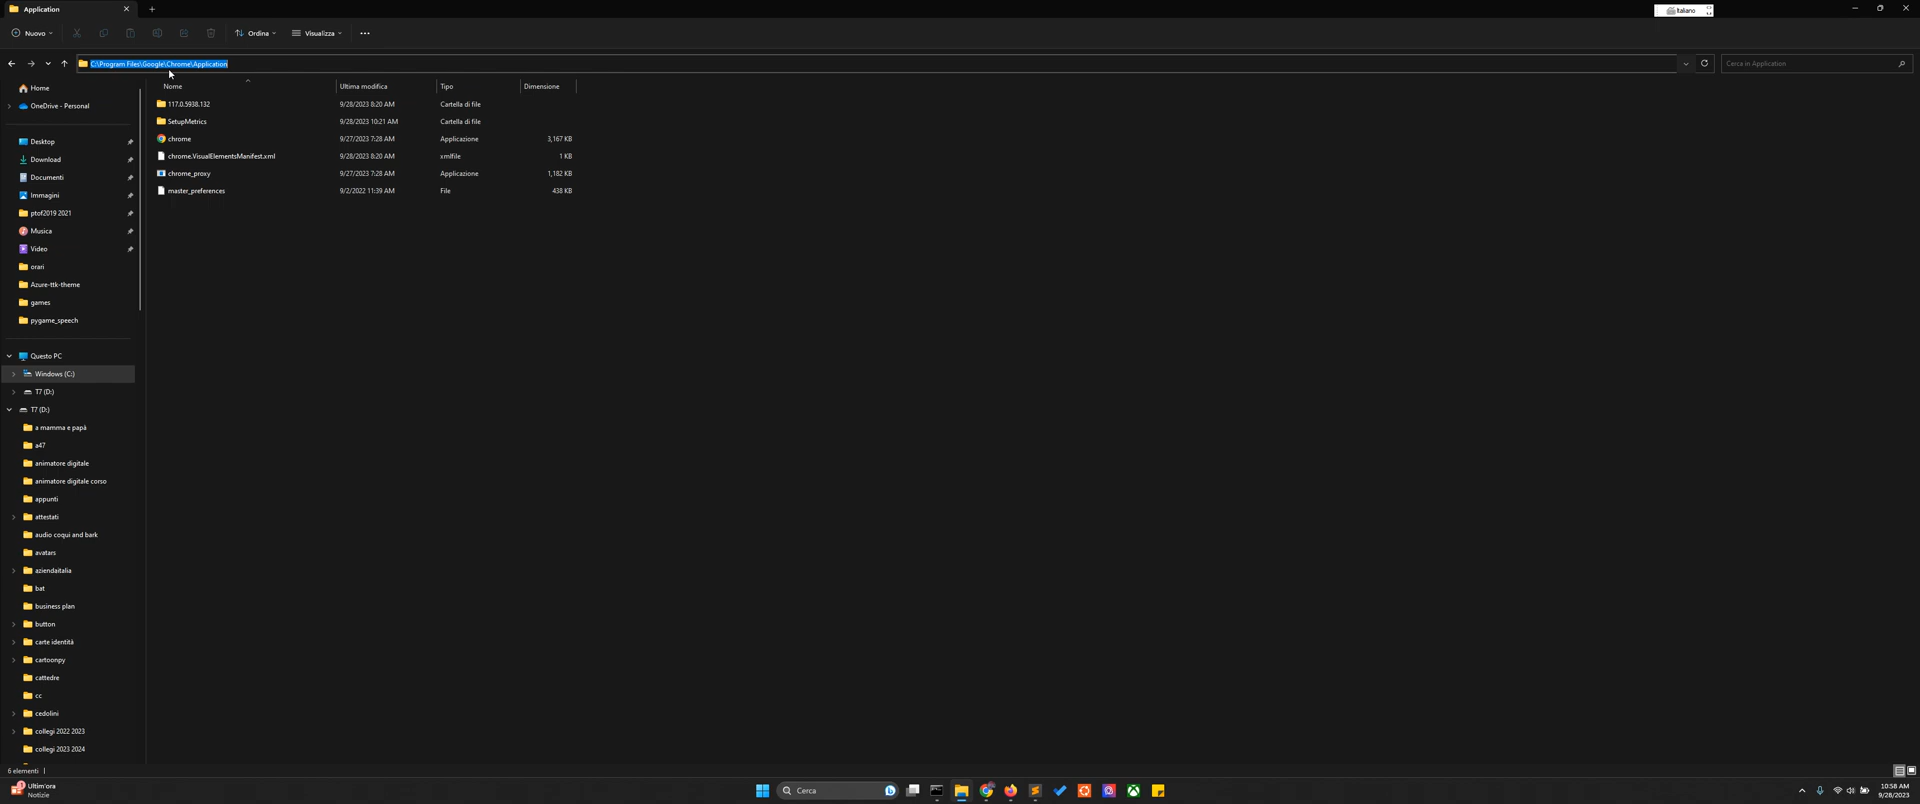 Application
Italiano
Nuovo
Ordina
Visualizza
C:\Program Files\Google\Chrome\Application
Cerca in Application
Nome Ultima modifica Tipo Dimensione
117.0.5938.132 9/28/2023 8:20 AM Cartella di file
SetupMetrics 9/28/2023 10:21 AM Cartella di file
chrome 9/27/2023 7:28 AM Applicazione 3,167 KB
chrome.VisualElementsManifest.xml 9/28/2023 8:20 AM xmlfile 1 KB
chrome_proxy 9/27/2023 7:28 AM Applicazione 1,182 KB
master_preferences 9/2/2022 11:39 AM File 438 KB
Home
OneDrive - Personal
Desktop
Download
Documenti
Immagini
ptof2019 2021
Musica
Video
orari
Azure-ttk-theme
games
pygame_speech
Questo PC
Windows (C:)
T7 (D:)
T7 (D:)
a mamma e papà
a47
animatore digitale
animatore digitale corso
appunti
attestati
audio coqui and bark
avatars
aziendaitalia
bat
business plan
button
carte identità
cartoonpy
cattedre
cc
cedolini
collegi 2022 2023
collegi 2023 2024
6 elementi
Ultim'ora
Notizie
Cerca
10:58 AM
9/28/2023